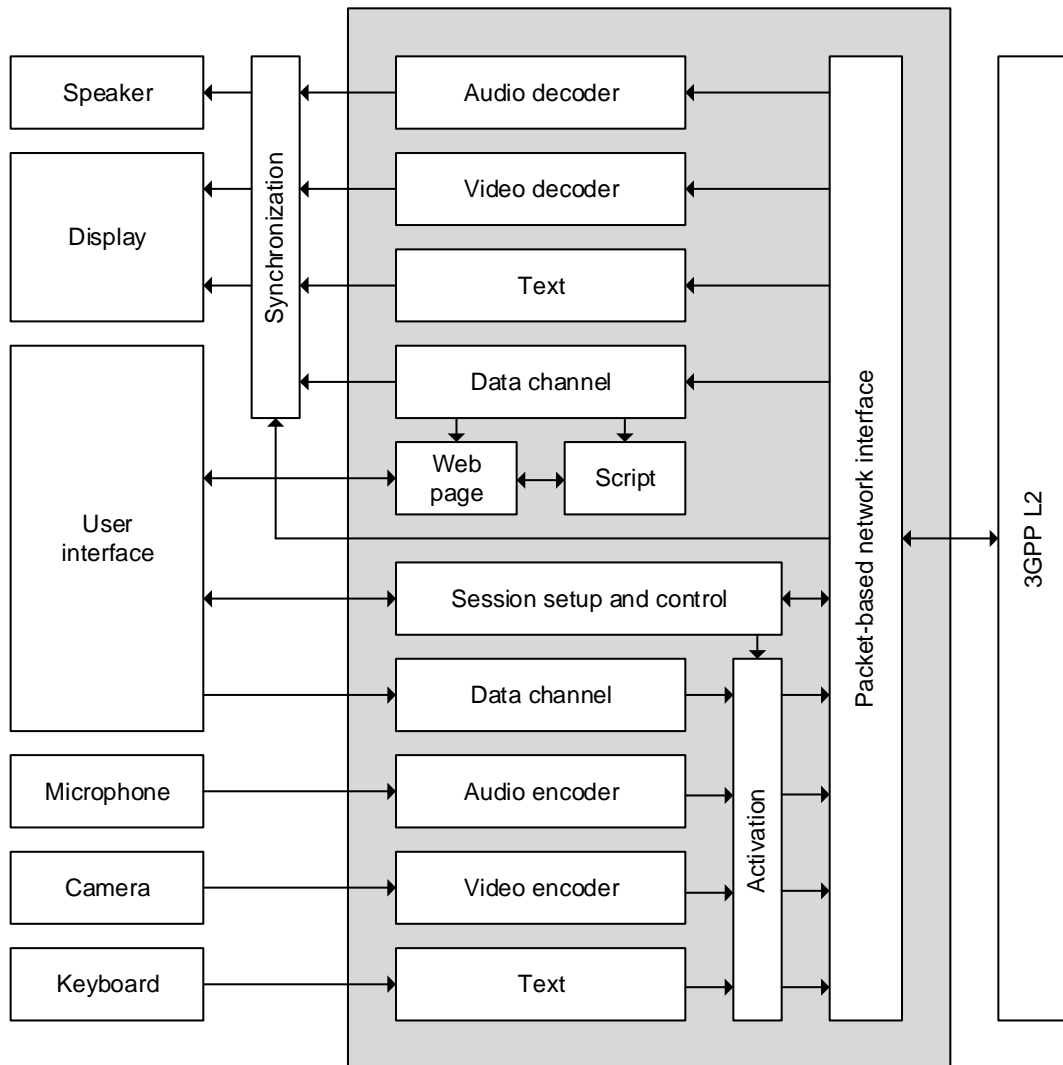 Speaker
Audio decoder
Video decoder
Display
Synchronization
Text
Data channel
Web
page
Script
User
interface
Packet-based network interface
3GPP L2
Session setup and control
Data channel
Microphone
Audio encoder
Activation
Camera
Video encoder
Keyboard
Text